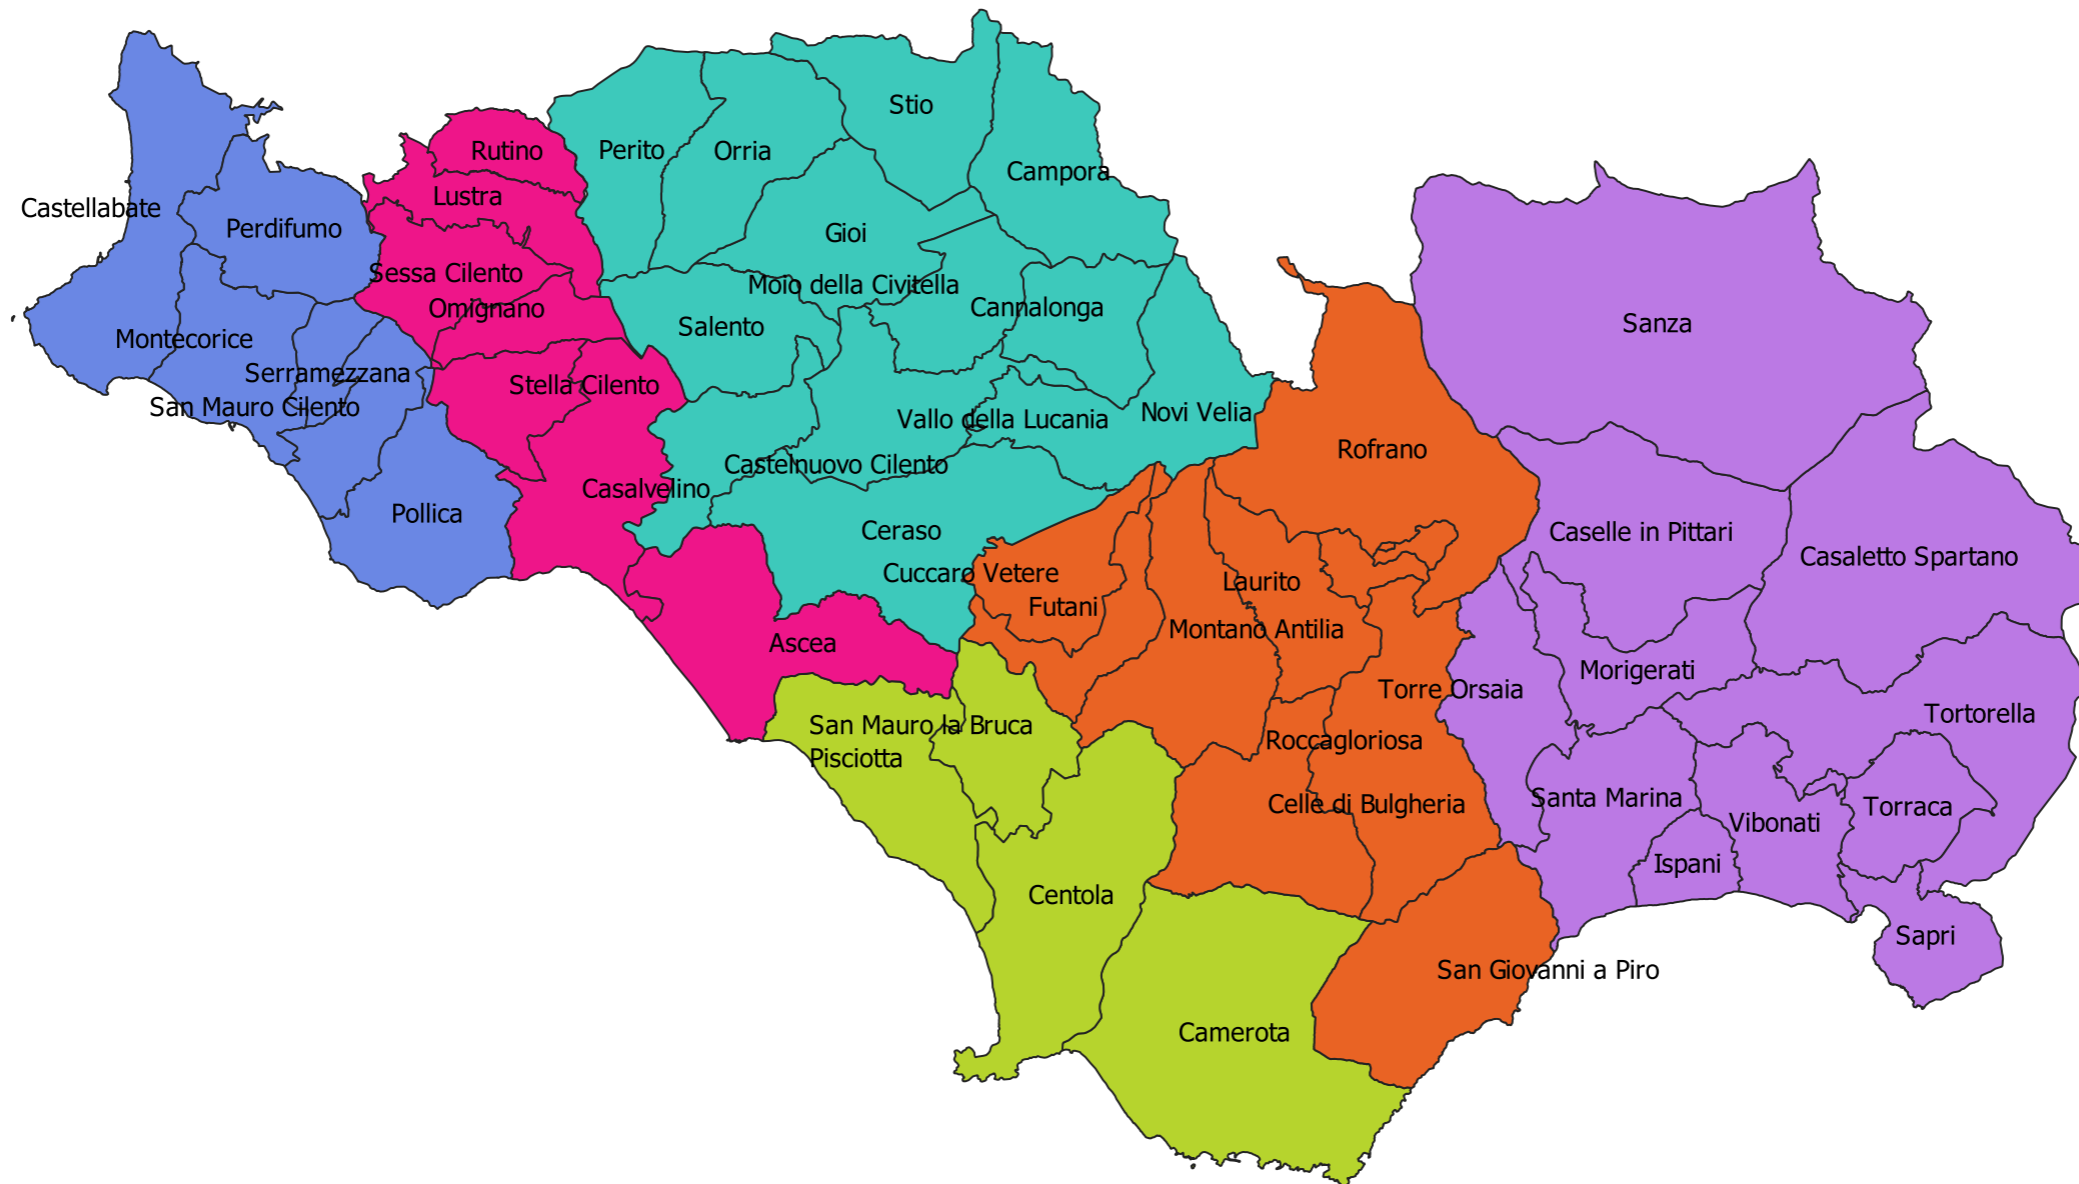 Stio
Rutino
Perito
Orria
Campora
Lustra
Castellabate
Perdifumo
Gioi
Sessa Cilento
Moio della Civitella
Omignano
Cannalonga
Salento
Sanza
Montecorice
Serramezzana
Stella Cilento
San Mauro Cilento
Vallo della Lucania
Novi Velia
Rofrano
Castelnuovo Cilento
Casalvelino
Pollica
Ceraso
Caselle in Pittari
Casaletto Spartano
Cuccaro Vetere
Laurito
Futani
Montano Antilia
Ascea
Morigerati
Torre Orsaia
Tortorella
San Mauro la Bruca
Roccagloriosa
Pisciotta
Santa Marina
Celle di Bulgheria
Torraca
Vibonati
Ispani
Centola
Sapri
San Giovanni a Piro
Camerota